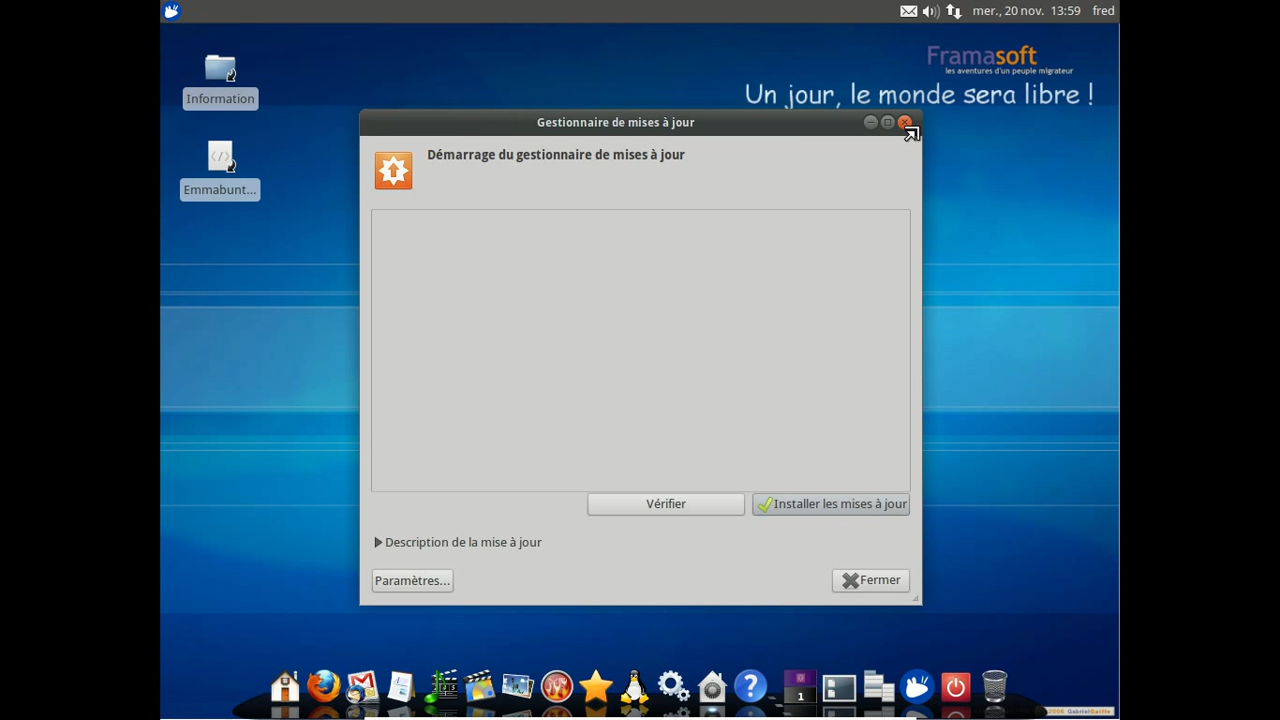 mer., 20 nov. 13:59 fred
Framasoft
les aventures d'un peuple migrateur
Un jour, le monde sera libre !
Information
Emmabunt...
Gestionnaire de mises à jour
Démarrage du gestionnaire de mises à jour
Vérifier
Installer les mises à jour
Description de la mise à jour
Paramètres...
Fermer
1